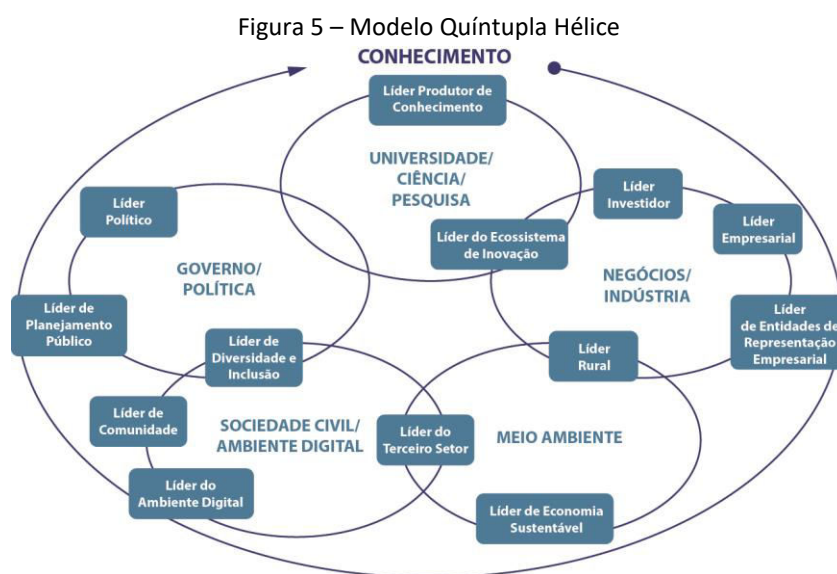 Figura 5 – Modelo Quíntupla Hélice
CONHECIMENTO
Líder Produtor de
Conhecimento
UNIVERSIDADE/
CIÊNCIA/
PESQUISA
Líder
Político
Líder
Investidor
Líder
Empresarial
Líder do Ecossistema
de Inovação
GOVERNO/
POLÍTICA
NEGÓCIOS/
INDÚSTRIA
Líder de
Planejamento
Público
Líder
de Entidades de
Representação
Empresarial
Líder de
Diversidade e
Inclusão
Líder
Rural
Líder de
Comunidade
SOCIEDADE CIVIL/
AMBIENTE DIGITAL
Líder do
Terceiro Setor
MEIO AMBIENTE
Líder do
Ambiente Digital
Líder de Economia
Sustentável